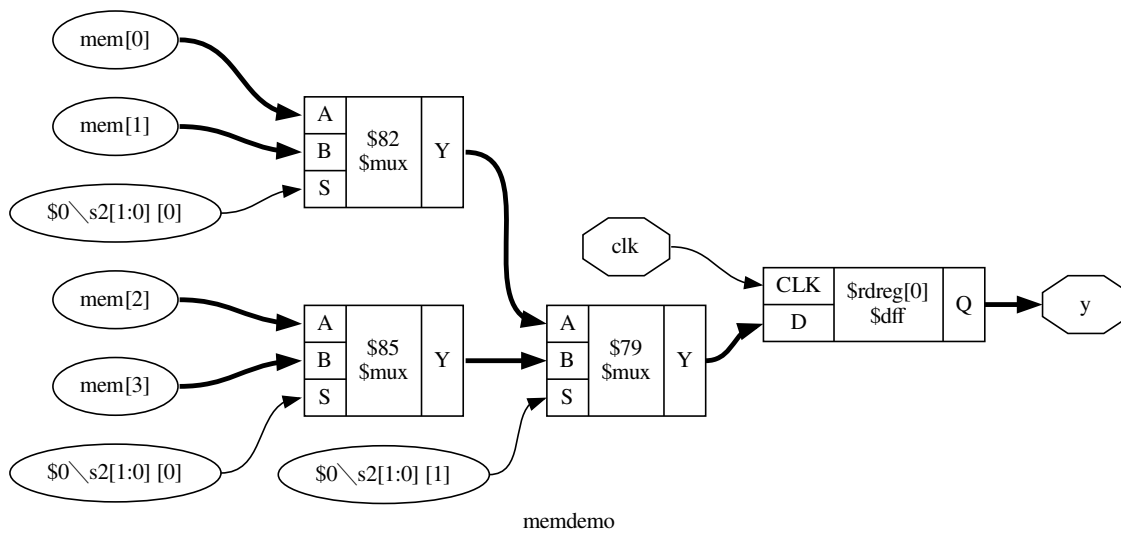 mem[0]
mem[1]
$0\s2[1:0] [0]
A
B
S
$82
$mux
Y
mem[2]
mem[3]
$0\s2[1:0] [0]
A
B
S
$85
$mux
Y
$0\s2[1:0] [1]
A
B
S
$79
$mux
Y
clk
CLK
D
$rdreg[0]
$dff
Q
y
memdemo